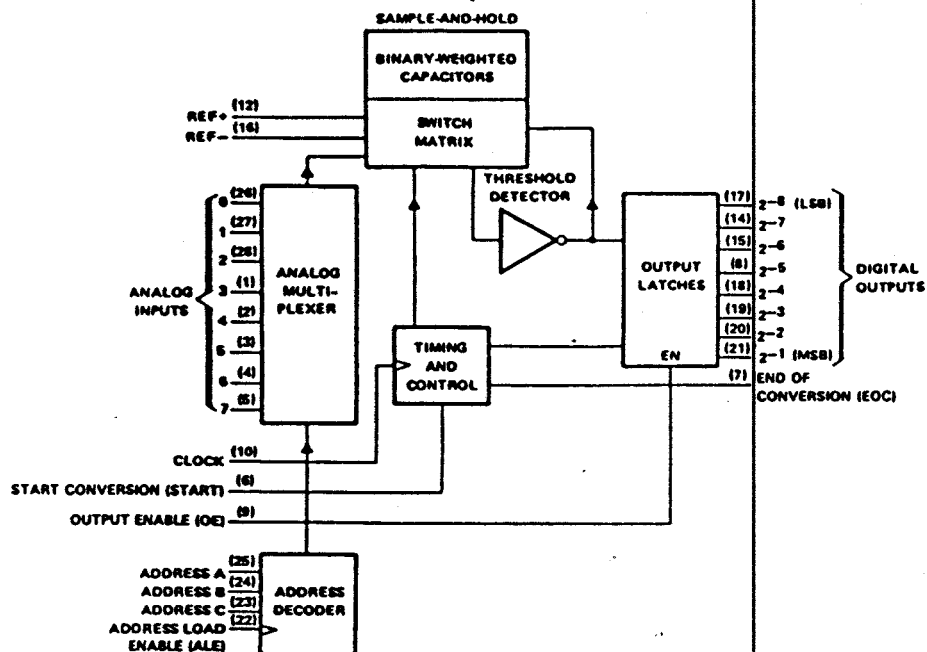 SAMPLE-AND-HOLD
BINARY-WEIGHTED
CAPACITORS
SWITCH
MATRIX
REF+ (12)
REF- (16)
THRESHOLD
DETECTOR
ANALOG
INPUTS
0 (26)
1 (27)
2 (28)
3 (1)
4 (2)
5 (3)
6 (4)
7 (5)
ANALOG
MULTI-
PLEXER
TIMING
AND
CONTROL
OUTPUT
LATCHES
EN
(17) 2-8 (LSB)
(14) 2-7
(15) 2-6
(8) 2-5
(18) 2-4
(19) 2-3
(20) 2-2
(21) 2-1 (MSB)
DIGITAL
OUTPUTS
(7) END OF
CONVERSION (EOC)
CLOCK (10)
START CONVERSION (START) (6)
OUTPUT ENABLE (OE) (9)
ADDRESS A (25)
ADDRESS B (24)
ADDRESS C (23)
ADDRESS LOAD (22)
ENABLE (ALE)
ADDRESS
DECODER